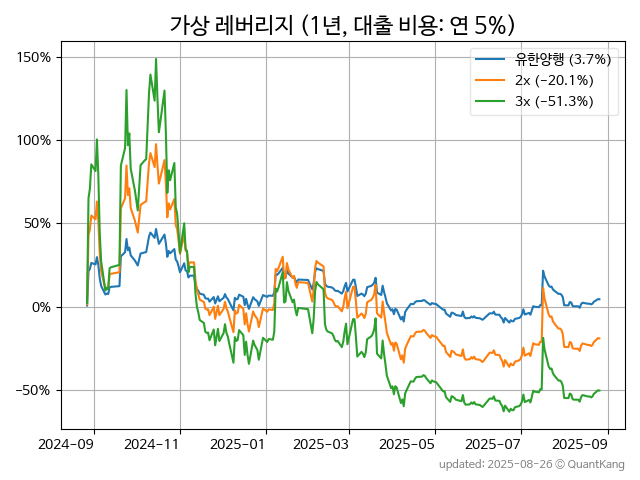 가상 레버리지 (1년, 대출 비용: 연 5%)
유한양행 (3.7%)
2x (−20.1%)
3x (−51.3%)
150%
100%
50%
0%
−50%
2024-09 2024-11 2025-01 2025-03 2025-05 2025-07 2025-09
updated: 2025-08-26 © QuantKang